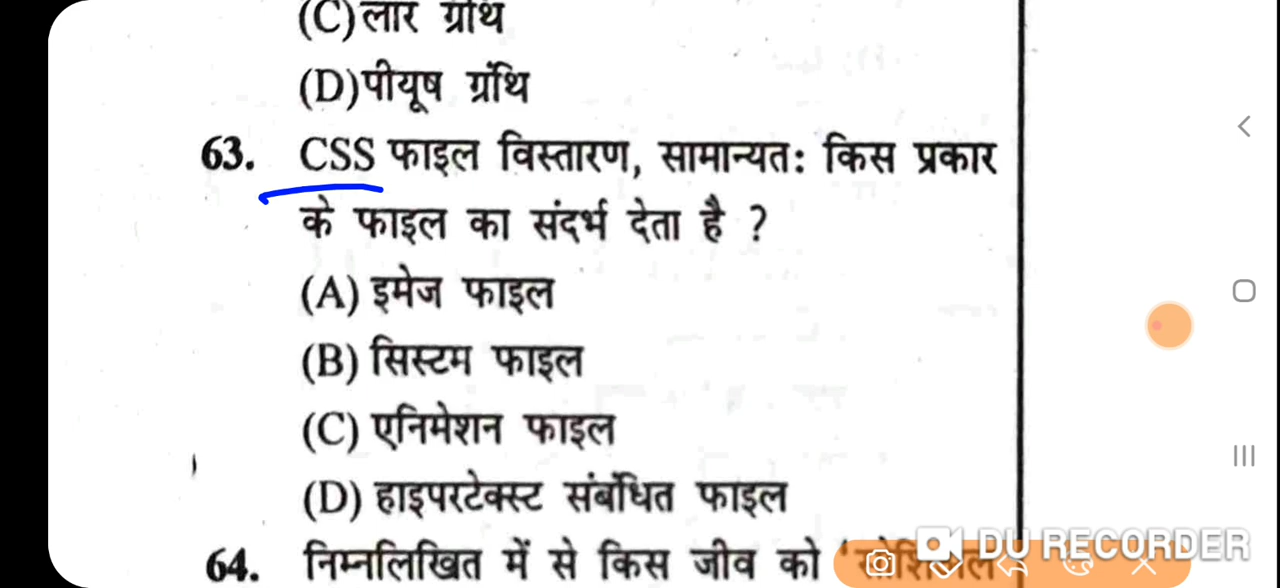 (C) लार ग्रंथि
(D) पीयूष ग्रंथि
63. CSS फाइल विस्तारण, सामान्यत: किस प्रकार
के फाइल का संदर्भ देता है ?
(A) इमेज फाइल
(B) सिस्टम फाइल
(C) एनिमेशन फाइल
(D) हाइपरटेक्स्ट संबंधित फाइल
64. निम्नलिखित में से किस जीव को
DU RECORDER